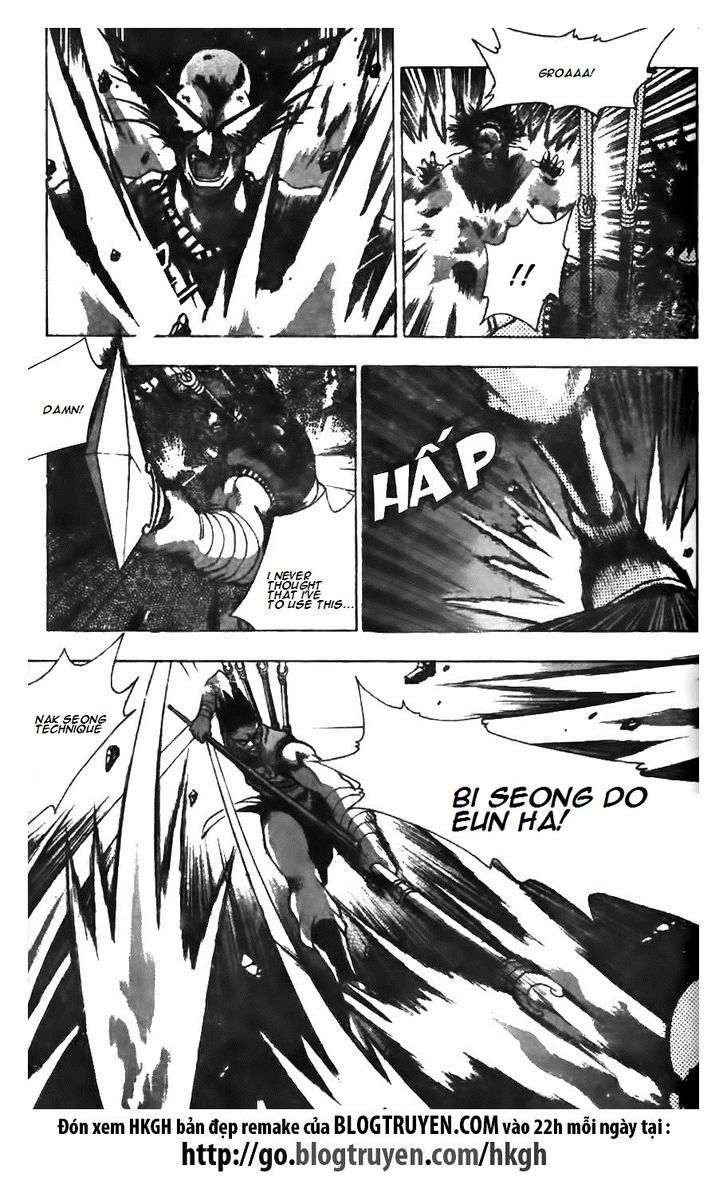 GROAAA!
!!
DAMN!
I NEVER
THOUGHT
THAT I'VE
TO USE THIS...
HẤP
NAK SEONG
TECHNIQUE
BI SEONG DO
EUN HA!
Đón xem HKGH bản đẹp remake của BLOGTRUYEN.COM vào 22h mỗi ngày tại :
http://go.blogtruyen.com/hkgh